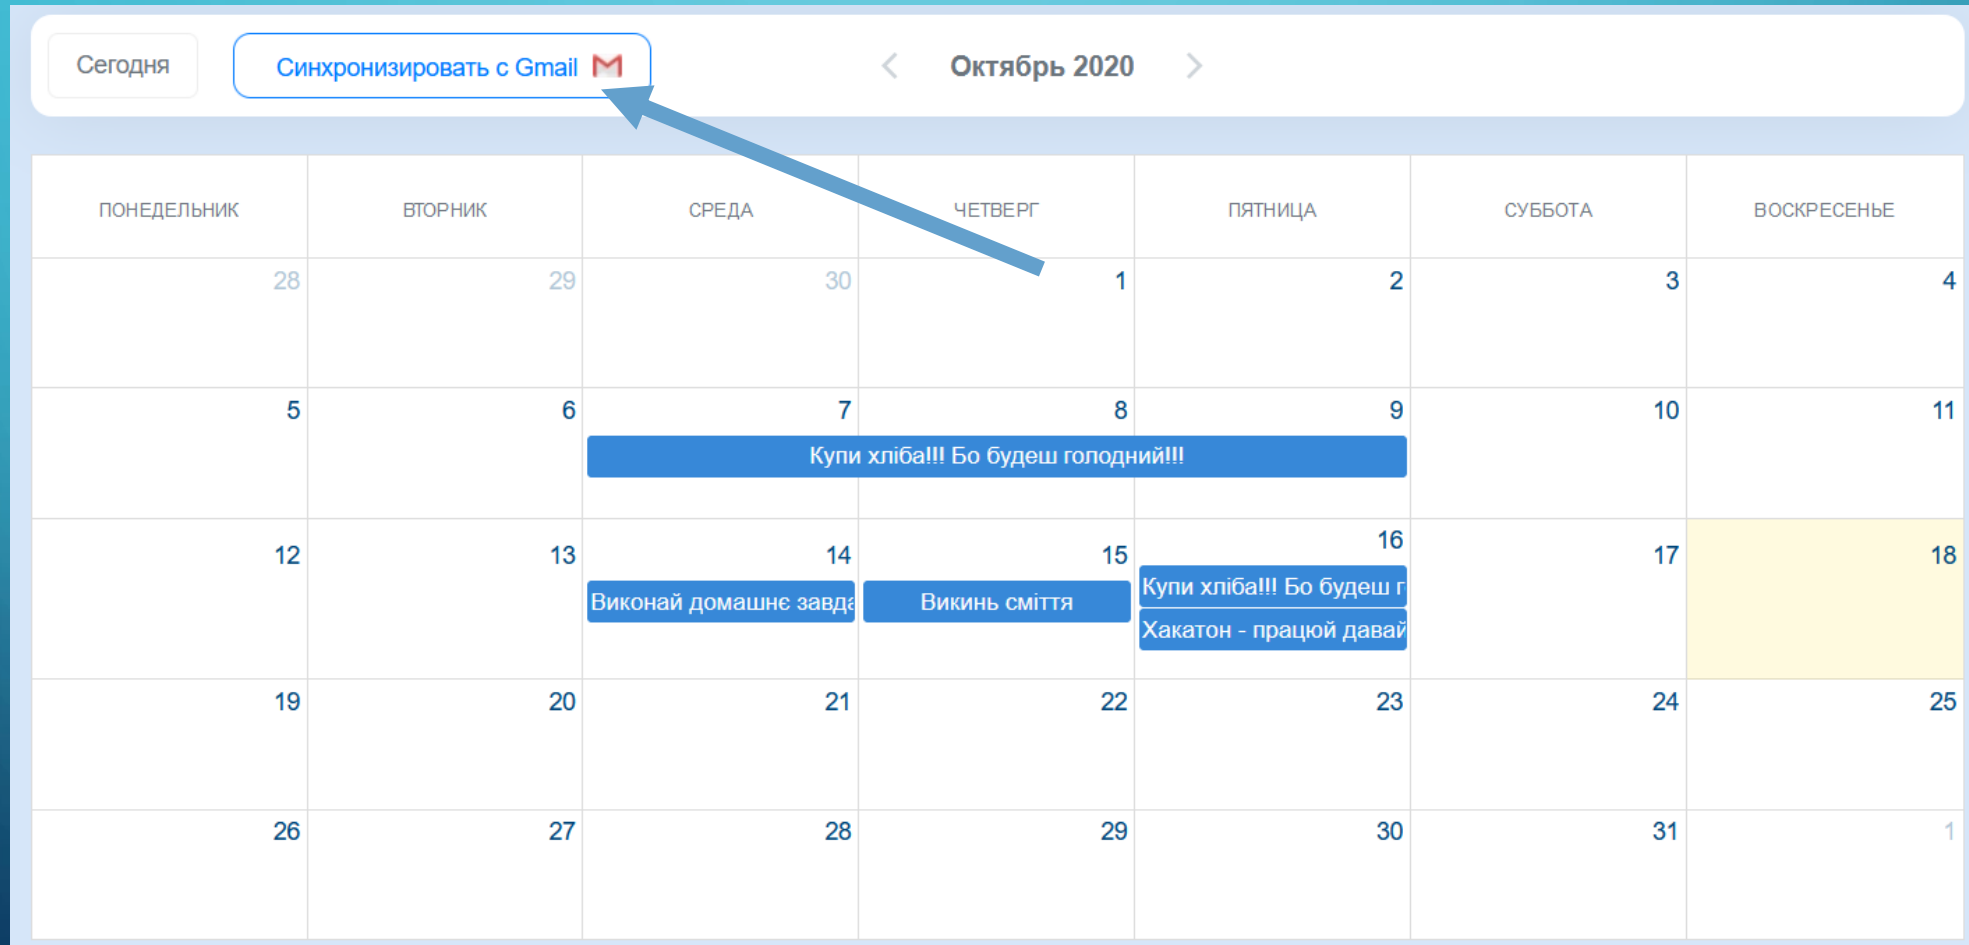 Сегодня
Синхронизировать с Gmail
Октябрь 2020
ПОНЕДЕЛЬНИК ВТОРНИК СРЕДА ЧЕТВЕРГ ПЯТНИЦА СУББОТА ВОСКРЕСЕНЬЕ
28 29 30 1 2 3 4
5 6 7 8 9 10 11
Купи хліба!!! Бо будеш голодний!!!
12 13 14 15 16 17 18
Виконай домашнє завда
Викинь сміття
Купи хліба!!! Бо будеш г
Хакатон - працюй давай
19 20 21 22 23 24 25
26 27 28 29 30 31 1